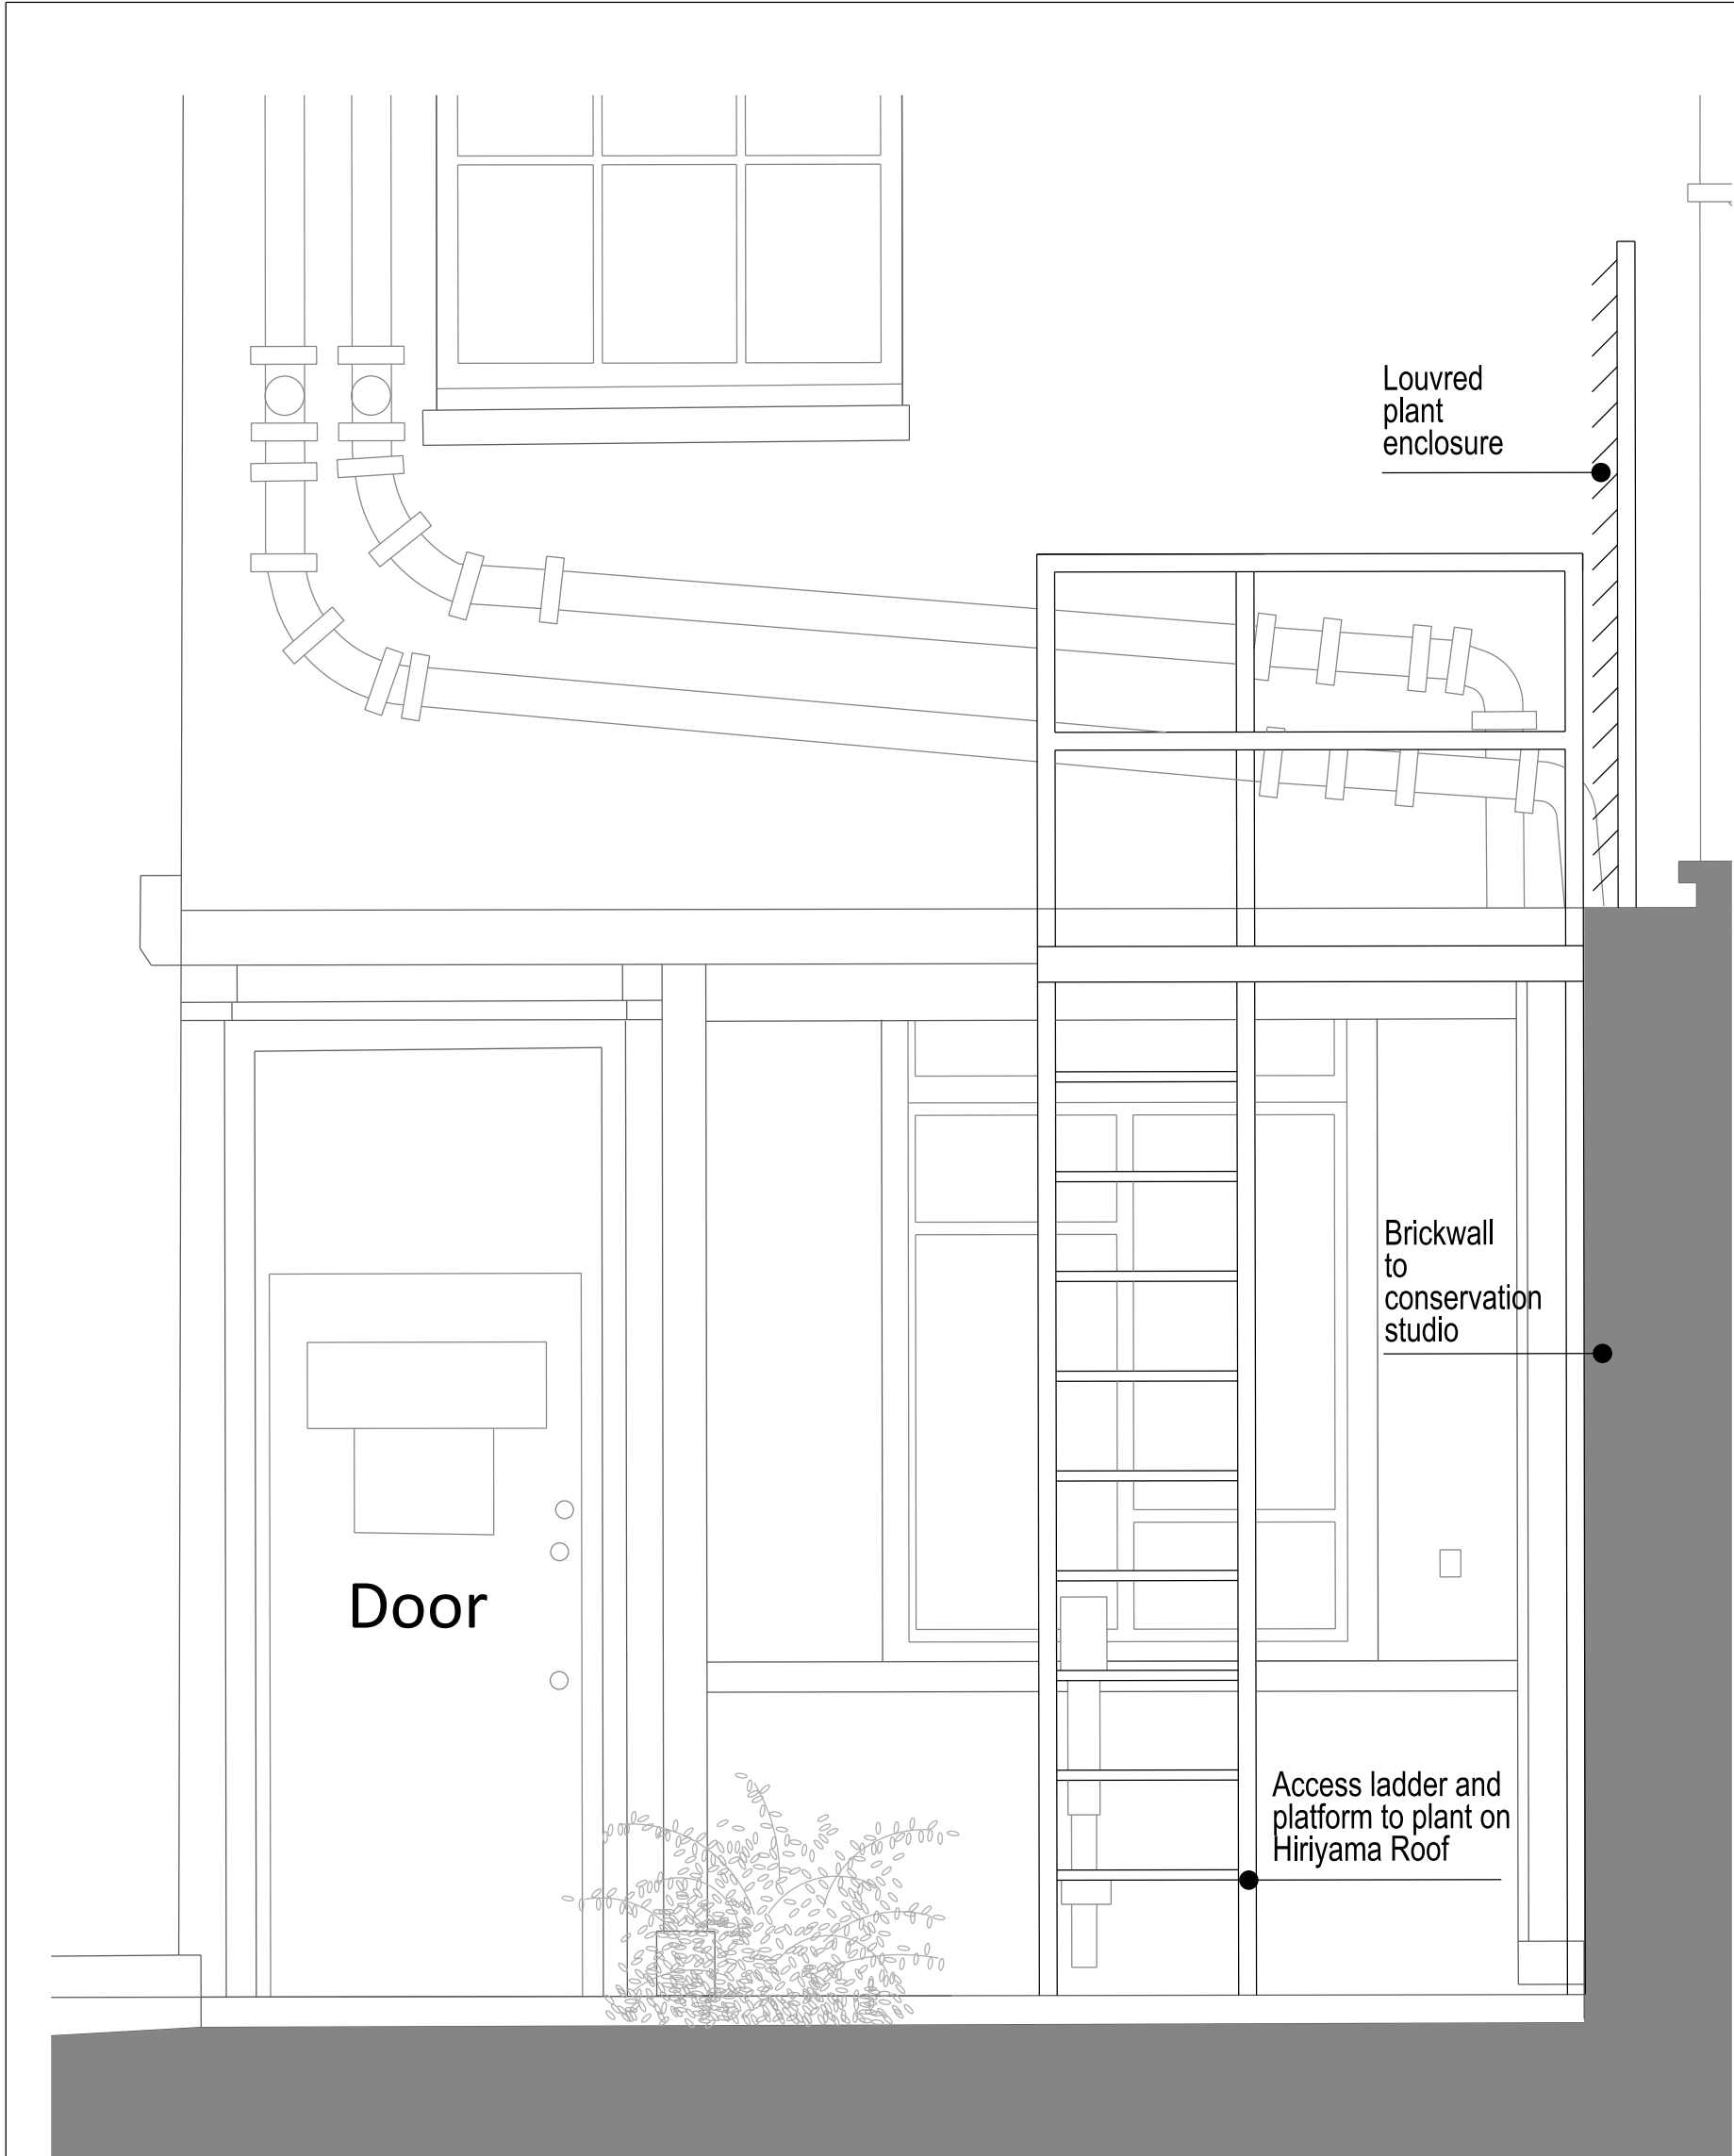 Louvred
plant
enclosure
Brickwall
to
conservation
studio
Door
Access ladder and
platform to plant on
Hiriyama Roof